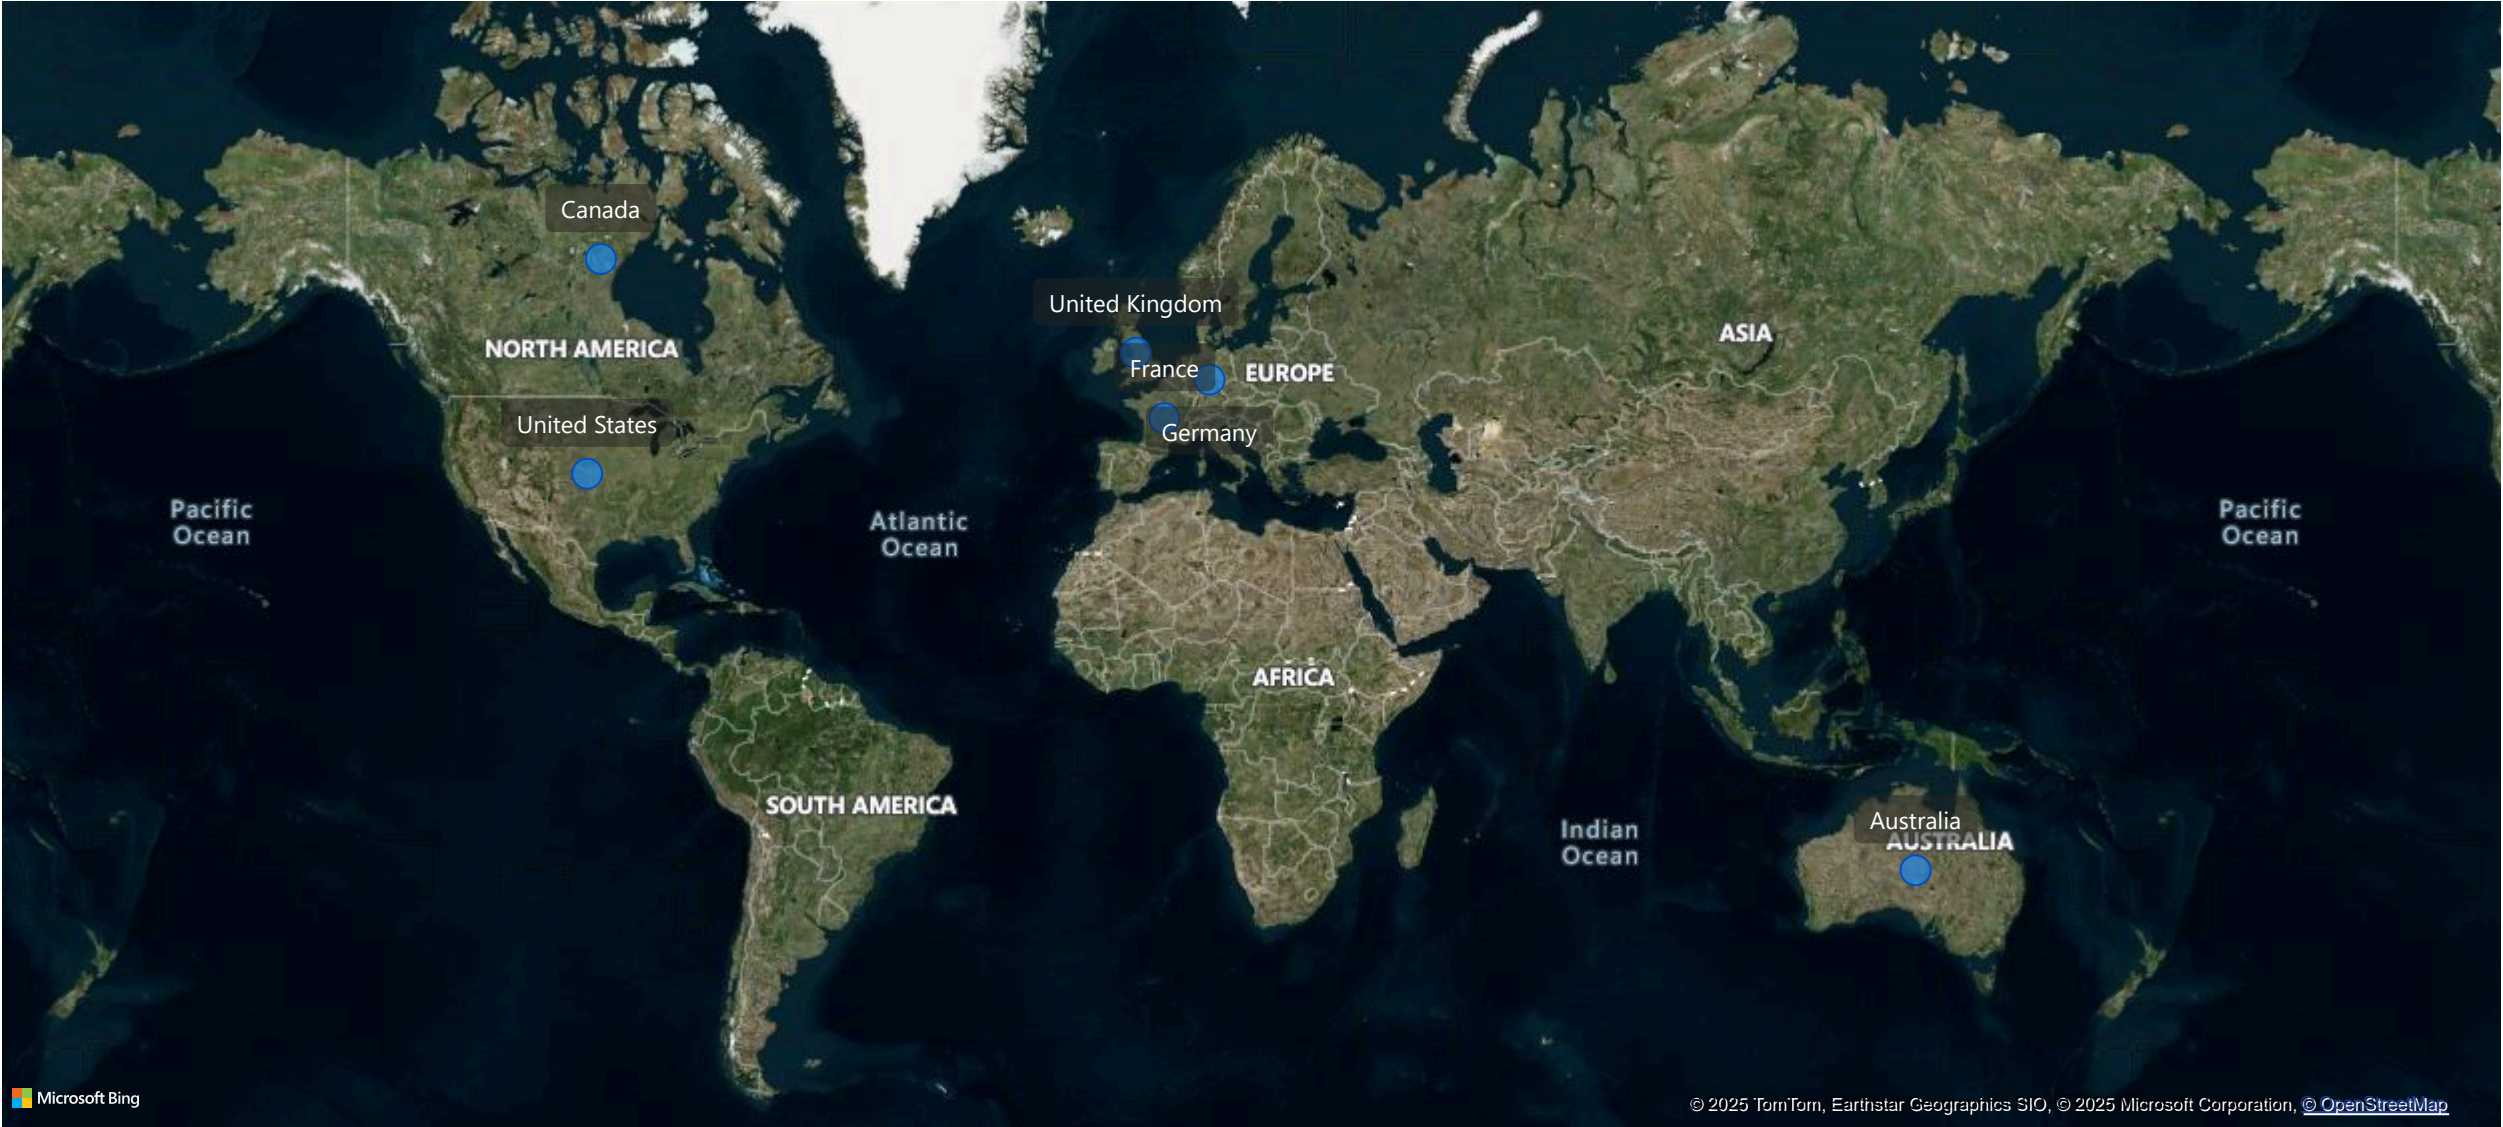 Canada
United Kingdom
NORTH AMERICA
ASIA
France
EUROPE
United States
Germany
Pacific
Ocean
Atlantic
Ocean
Pacific
Ocean
AFRICA
SOUTH AMERICA
Indian
Ocean
Australia
AUSTRALIA
Microsoft Bing
© 2025 TomTom, Earthstar Geographics SIO, © 2025 Microsoft Corporation, © OpenStreetMap